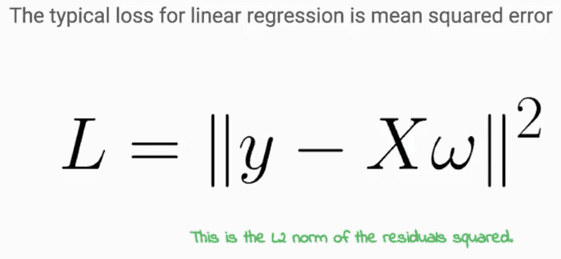 The typical loss for linear regression is mean squared error
L = ||y − Xω||²
This is the L2 norm of the residuals squared.